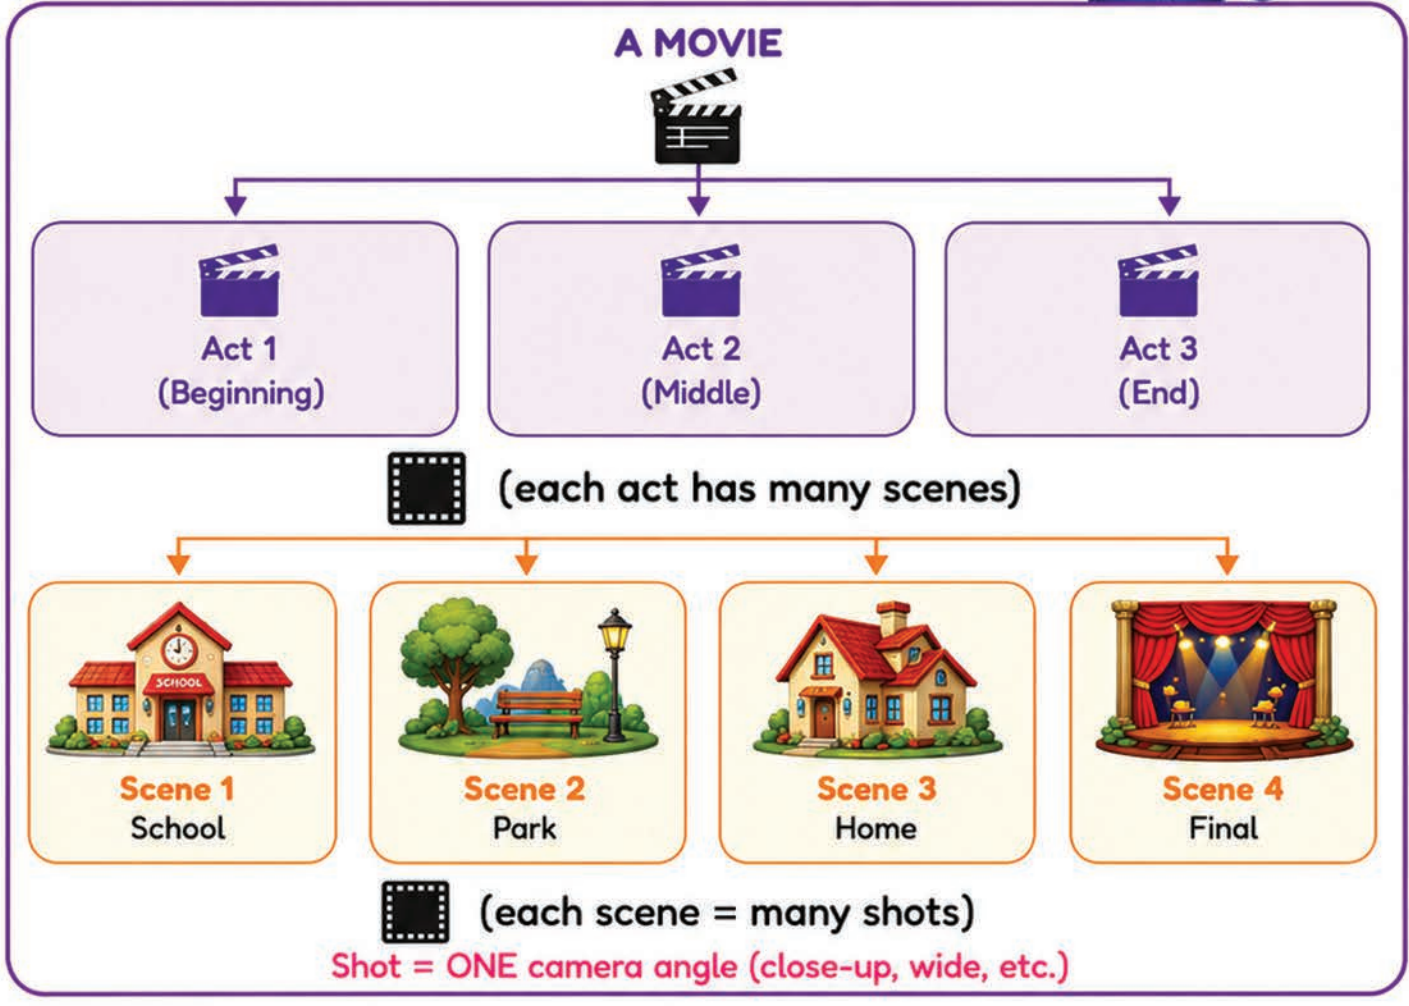 A MOVIE
Act 1
(Beginning)
Act 2
(Middle)
Act 3
(End)
(each act has many scenes)
SCHOOL
Scene 1
School
Scene 2
Park
Scene 3
Home
Scene 4
Final
(each scene = many shots)
Shot = ONE camera angle (close-up, wide, etc.)